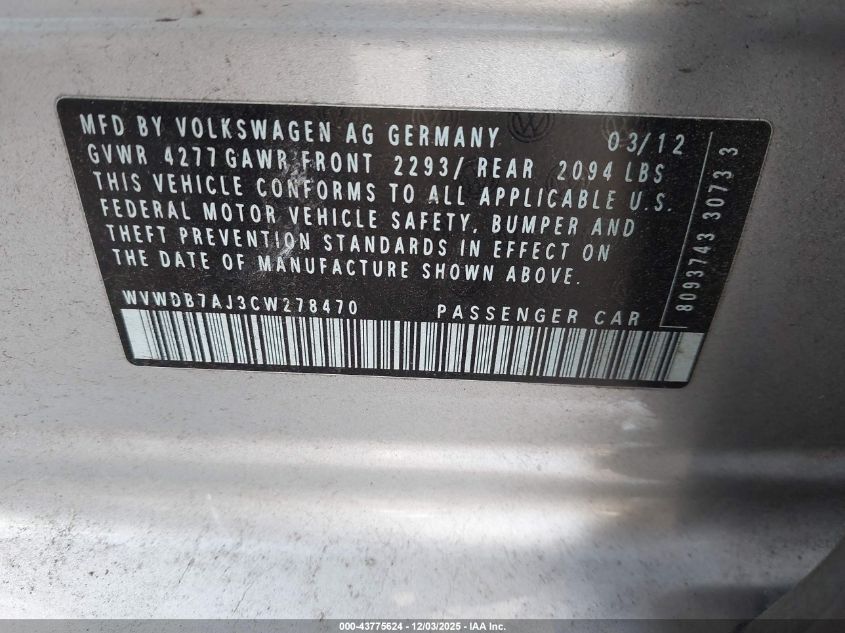 MFD BY VOLKSWAGEN AG GERMANY 03/12
GVWR 4277 GAWR FRONT 2293/ REAR 2094 LBS
THIS VEHICLE CONFORMS TO ALL APPLICABLE U.S.
FEDERAL MOTOR VEHICLE SAFETY, BUMPER AND
THEFT PREVENTION STANDARDS IN EFFECT ON
THE DATE OF MANUFACTURE SHOWN ABOVE.
WVWDB7AJ3CW278470 PASSENGER CAR
8093743 3073 3
000-43775624 - 12/03/2025 - IAA Inc.